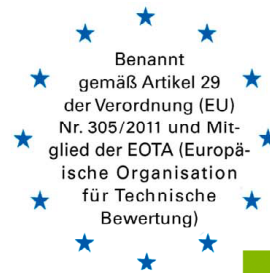 Benannt
gemäß Artikel 29
der Verordnung (EU)
Nr. 305/2011 und Mit-
glied der EOTA (Europä-
ische Organisation
für Technische
Bewertung)